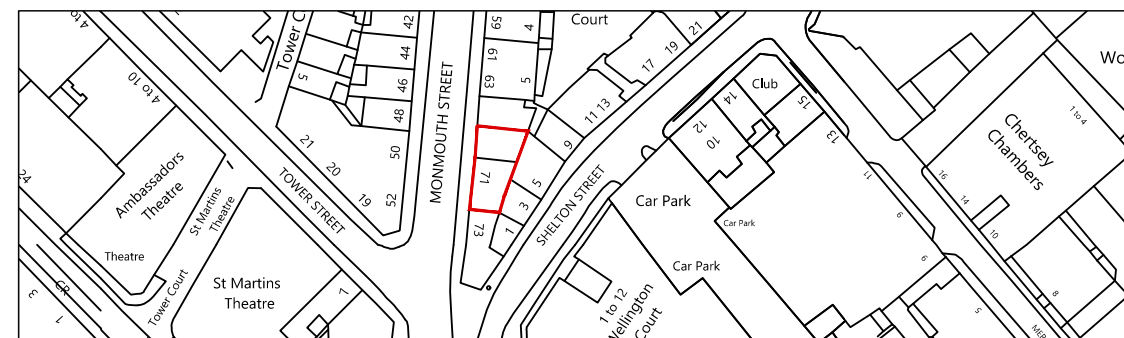 4 to
4 to 10
24
Ambassadors
Theatre
St Martins
Theatre
Theatre
Tower Court
CR
3
1
St Martins
Theatre
1
Tower C
5
42
44
46
48
50
52
21
20
19
TOWER STREET
MONMOUTH STREET
59
61
63
4
5
71
73
Court
21
19
17
11 13
9
5
3
1
SHELTON STREET
1 to 12
Wellington
Court
Car Park
Car Park
Car Park
Club
14
12
10
15
13
11
9
9
5
16
14
10
8
MER
Chertsey
Chambers
1 to 4
Wo